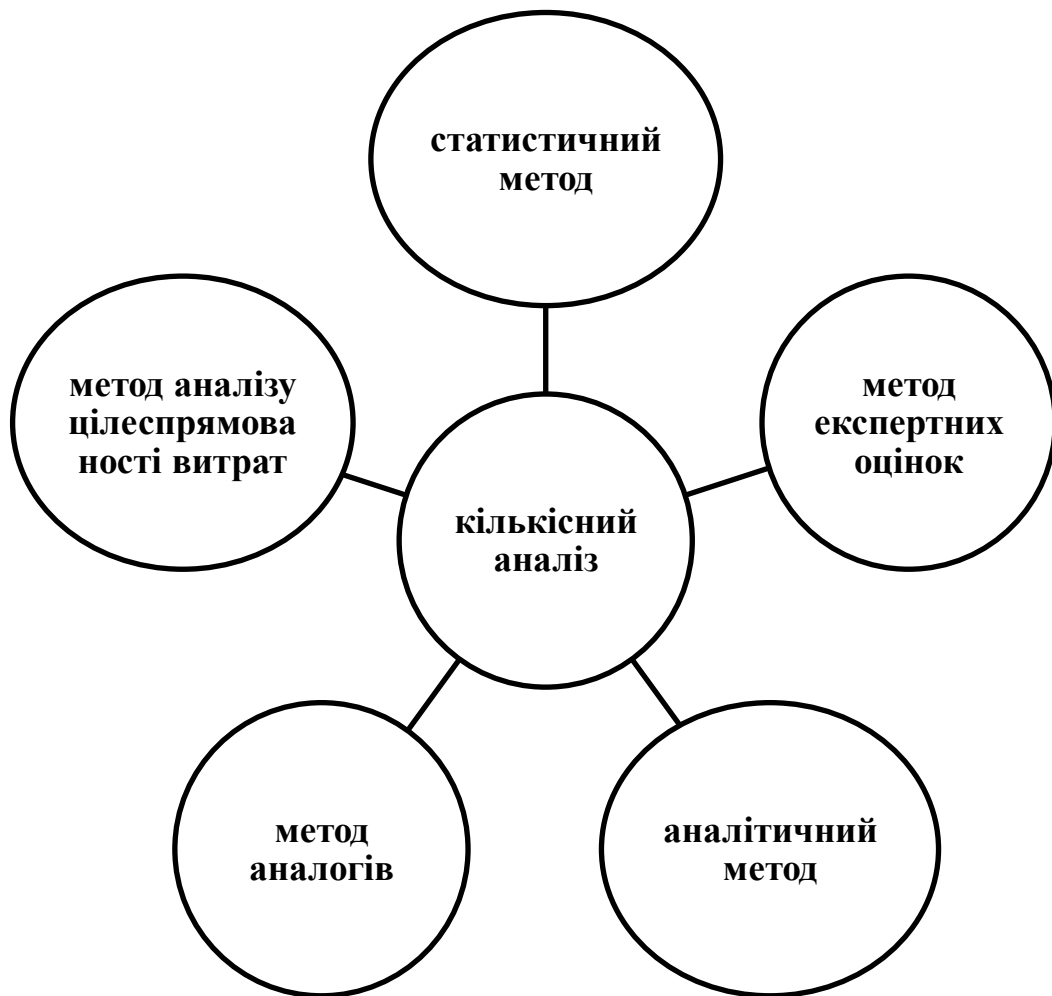 статистичний
метод
метод аналізу
цілеспрямова
ності витрат
метод
експертних
оцінок
кількісний
аналіз
метод
аналогів
аналітичний
метод